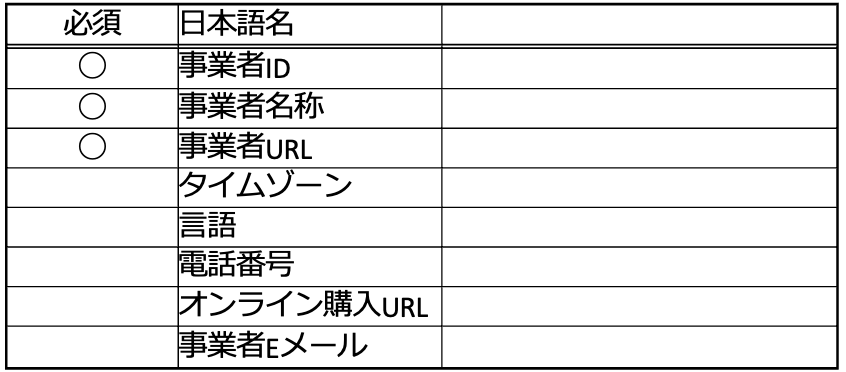 必須 日本語名
○ 事業者ID
○ 事業者名称
○ 事業者URL
タイムゾーン
言語
電話番号
オンライン購入URL
事業者Eメール